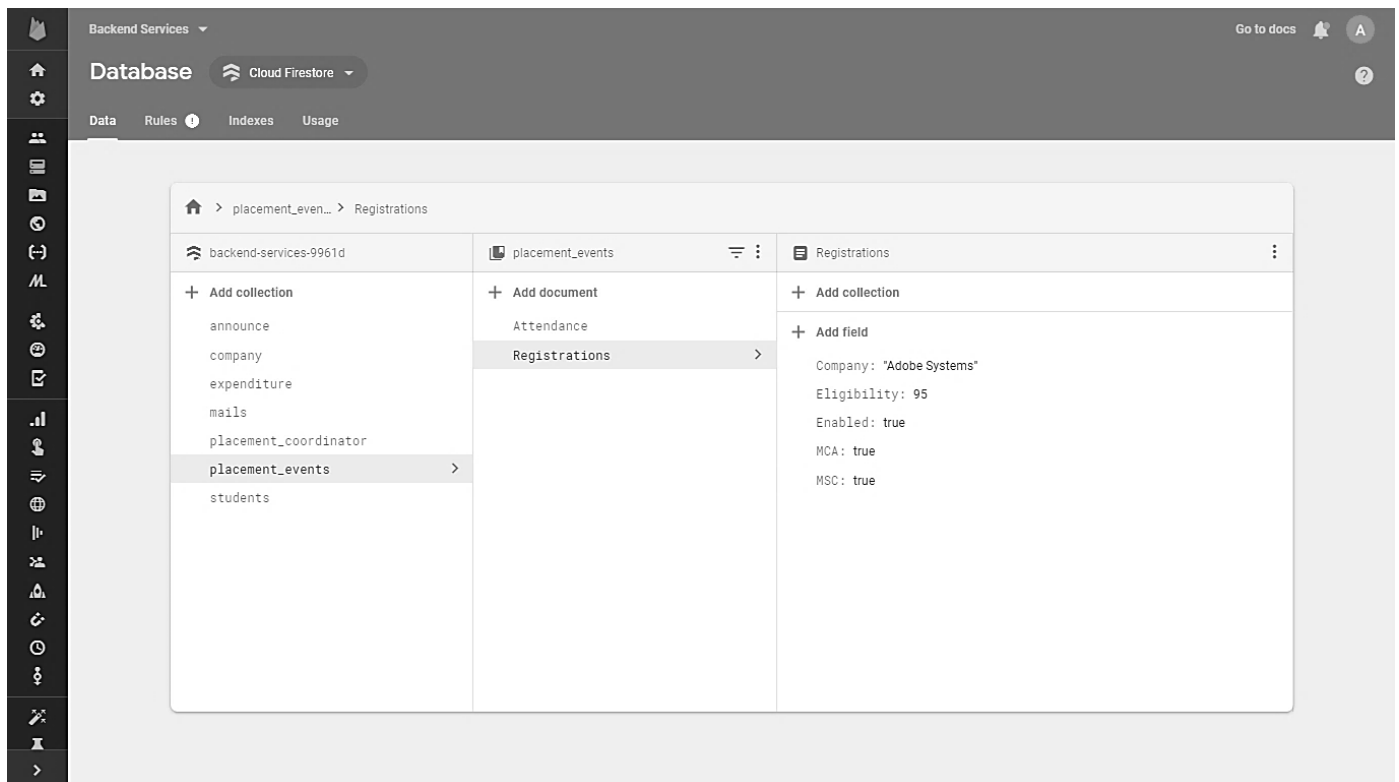 Backend Services
Go to docs
A
Database
Cloud Firestore
Data
Rules
Indexes
Usage
placement_even...
Registrations
backend-services-9961d
placement_events
Registrations
Add collection
Add document
Add collection
announce
company
expenditure
mails
placement_coordinator
placement_events
students
Attendance
Registrations
Add field
Company: "Adobe Systems"
Eligibility: 95
Enabled: true
MCA: true
MSC: true